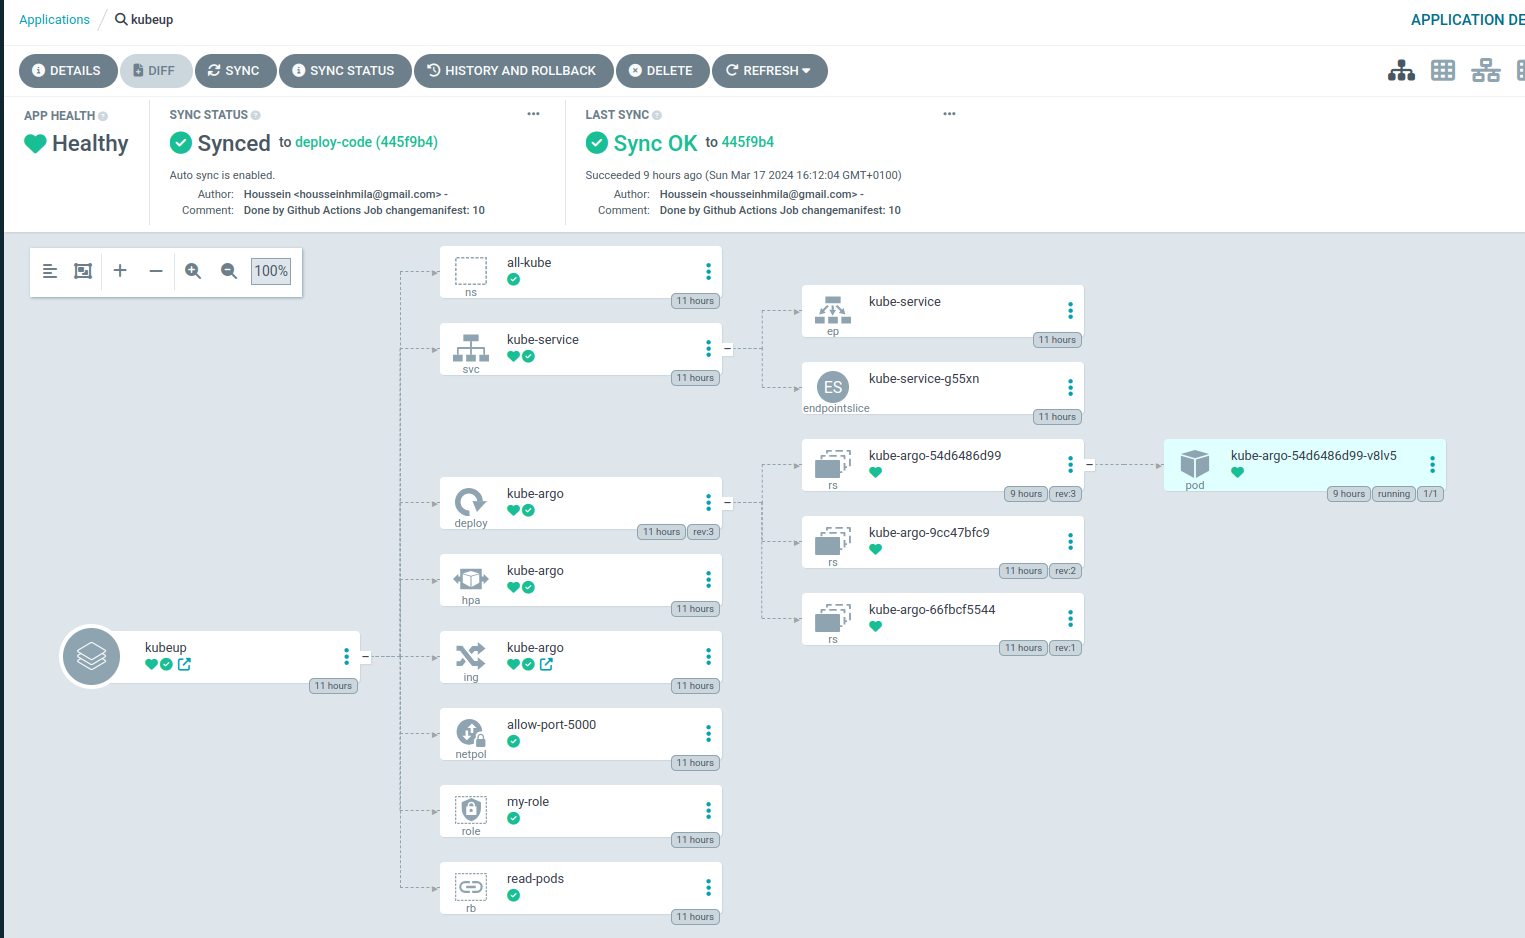 Applications / kubeup
APPLICATION DE
DETAILS DIFF SYNC SYNC STATUS HISTORY AND ROLLBACK DELETE REFRESH
APP HEALTH
Healthy
SYNC STATUS
Synced to deploy-code (445f9b4)
Auto sync is enabled.
Author: Houssein <housseinhmila@gmail.com> -
Comment: Done by Github Actions Job changemanifest: 10
LAST SYNC
Sync OK to 445f9b4
Succeeded 9 hours ago (Sun Mar 17 2024 16:12:04 GMT+0100)
Author: Houssein <housseinhmila@gmail.com> -
Comment: Done by Github Actions Job changemanifest: 10
100%
kubeup
11 hours
all-kube
ns
11 hours
kube-service
svc
11 hours
kube-argo
deploy
11 hours rev:3
kube-argo
hpa
11 hours
kube-argo
ing
11 hours
allow-port-5000
netpol
11 hours
my-role
role
11 hours
read-pods
rb
11 hours
kube-service
ep
11 hours
ES
kube-service-g55xn
endpointslice
11 hours
kube-argo-54d6486d99
rs
9 hours rev:3
kube-argo-9cc47bfc9
rs
11 hours rev:2
kube-argo-66fbcf5544
rs
11 hours rev:1
kube-argo-54d6486d99-v8lv5
pod
9 hours running 1/1